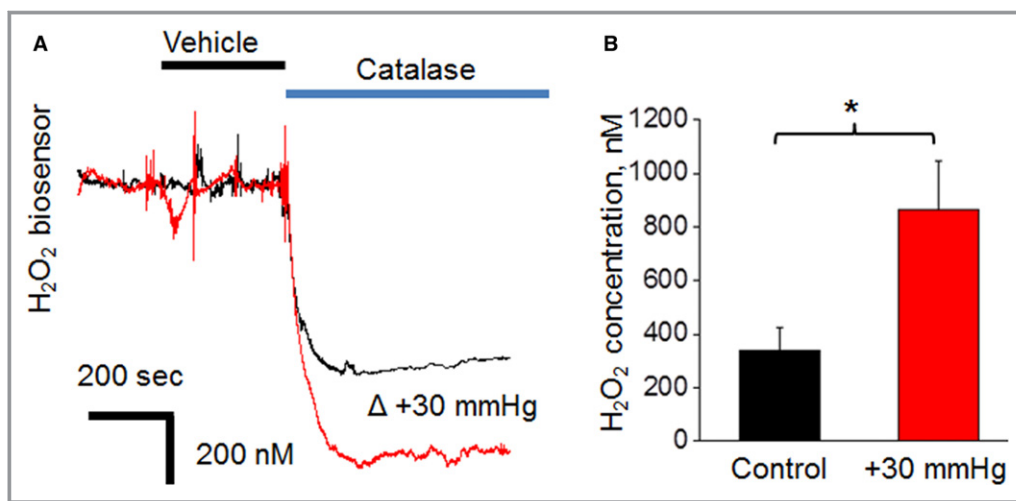 A
Vehicle
Catalase
H₂O₂ biosensor
200 sec
200 nM
Δ +30 mmHg
B
*
H₂O₂ concentration, nM
1200
1000
800
600
400
200
0
Control
+30 mmHg